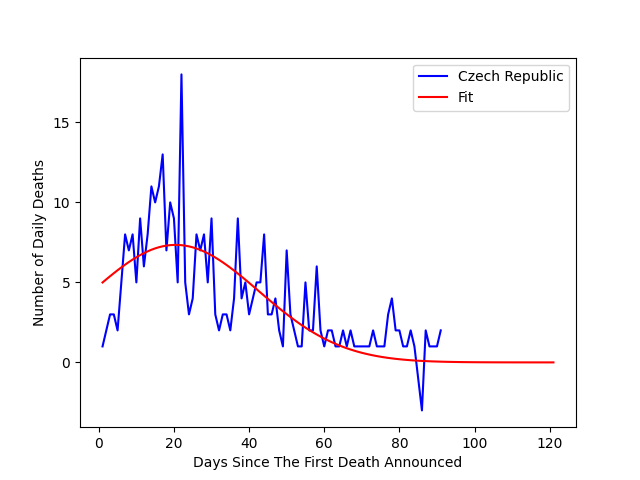 Czech Republic
Fit
15
10
5
0
Number of Daily Deaths
0 20 40 60 80 100 120
Days Since The First Death Announced